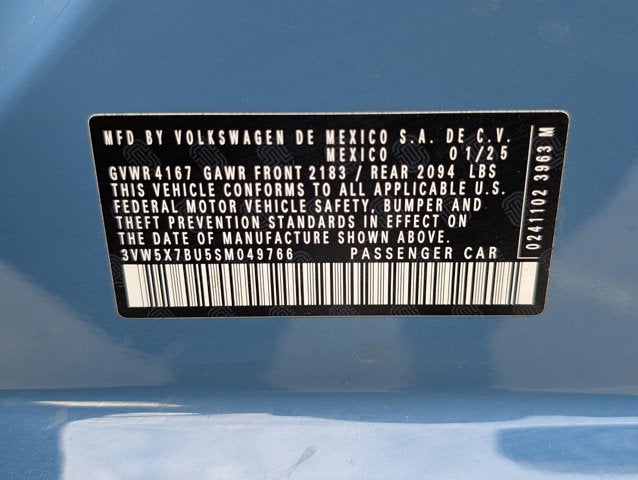 MFD BY VOLKSWAGEN DE MEXICO S.A. DE C.V.
MEXICO 01/25
GVWR 4167 GAWR FRONT 2183 / REAR 2094 LBS
THIS VEHICLE CONFORMS TO ALL APPLICABLE U.S.
FEDERAL MOTOR VEHICLE SAFETY, BUMPER AND
THEFT PREVENTION STANDARDS IN EFFECT ON
THE DATE OF MANUFACTURE SHOWN ABOVE.
3VW5X7BU5SM049766 PASSENGER CAR
0241102 3963 M